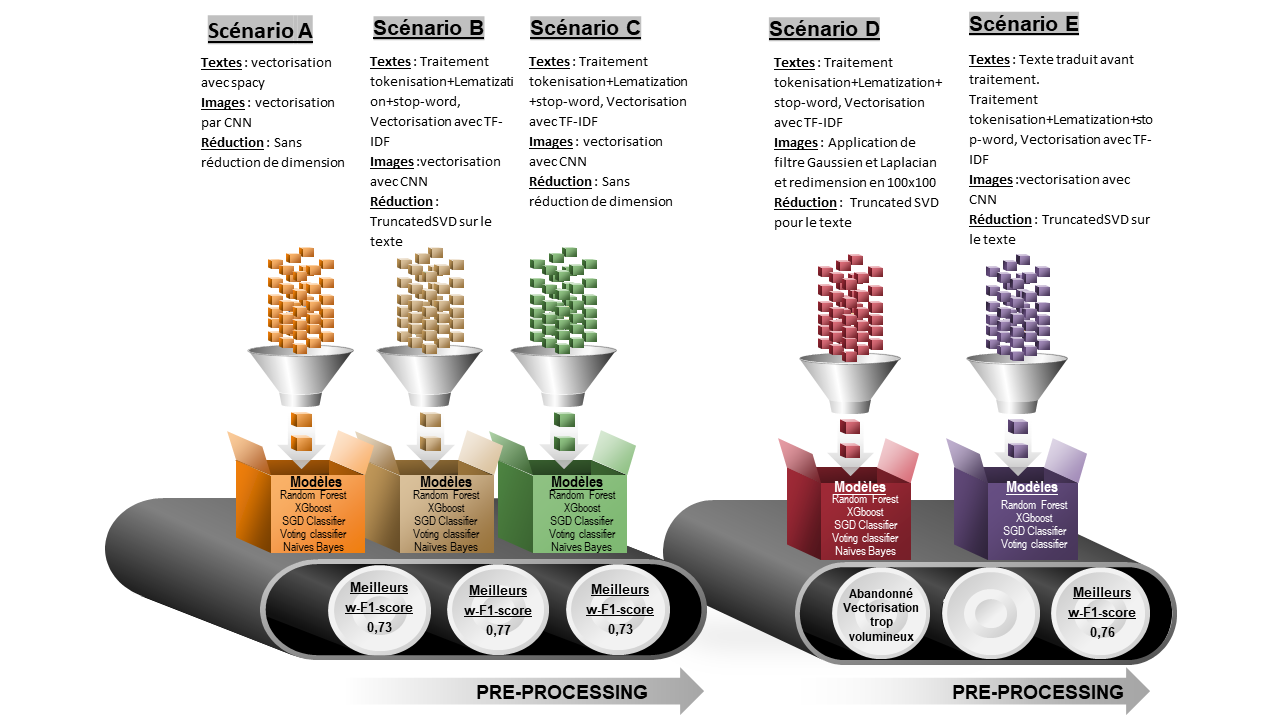 Scénario A
Textes : vectorisation
avec spacy
Images : vectorisation
par CNN
Réduction : Sans
réduction de dimension
Scénario B
Textes : Traitement
tokenisation+Lematizati
on+stop-word,
Vectorisation avec TF-
IDF
Images :vectorisation
avec CNN
Réduction :
TruncatedSVD sur le
texte
Scénario C
Textes : Traitement
tokenisation+Lematization
+stop-word, Vectorisation
avec TF-IDF
Images : vectorisation
avec CNN
Réduction : Sans
réduction de dimension
Scénario D
Textes : Traitement
tokenisation+Lematization+
stop-word, Vectorisation
avec TF-IDF
Images : Application de
filtre Gaussien et Laplacian
et redimension en 100x100
Réduction : Truncated SVD
pour le texte
Scénario E
Textes : Texte traduit avant
traitement.
Traitement
tokenisation+Lematization+sto
p-word, Vectorisation avec TF-
IDF
Images :vectorisation avec
CNN
Réduction : TruncatedSVD sur
le texte
Modèles
Random Forest
XGboost
SGD Classifier
Voting classifier
Naïves Bayes
Modèles
Random Forest
XGboost
SGD Classifier
Voting classifier
Naiïves Bayes
Modèles
Random Forest
XGboost
SGD Classifier
Voting classifier
Naïves Bayes
Modèles
Random Forest
XGboost
SGD Classifier
Voting classifier
Naïves Bayes
Modèles
Random Forest
XGboost
SGD Classifier
Voting classifier
Meilleurs
w-F1-score
0,73
Meilleurs
w-F1-score
0,77
Meilleurs
w-F1-score
0,73
Abandonné
Vectorisation
trop
volumineux
Meilleurs
w-F1-score
0,76
PRE-PROCESSING
PRE-PROCESSING